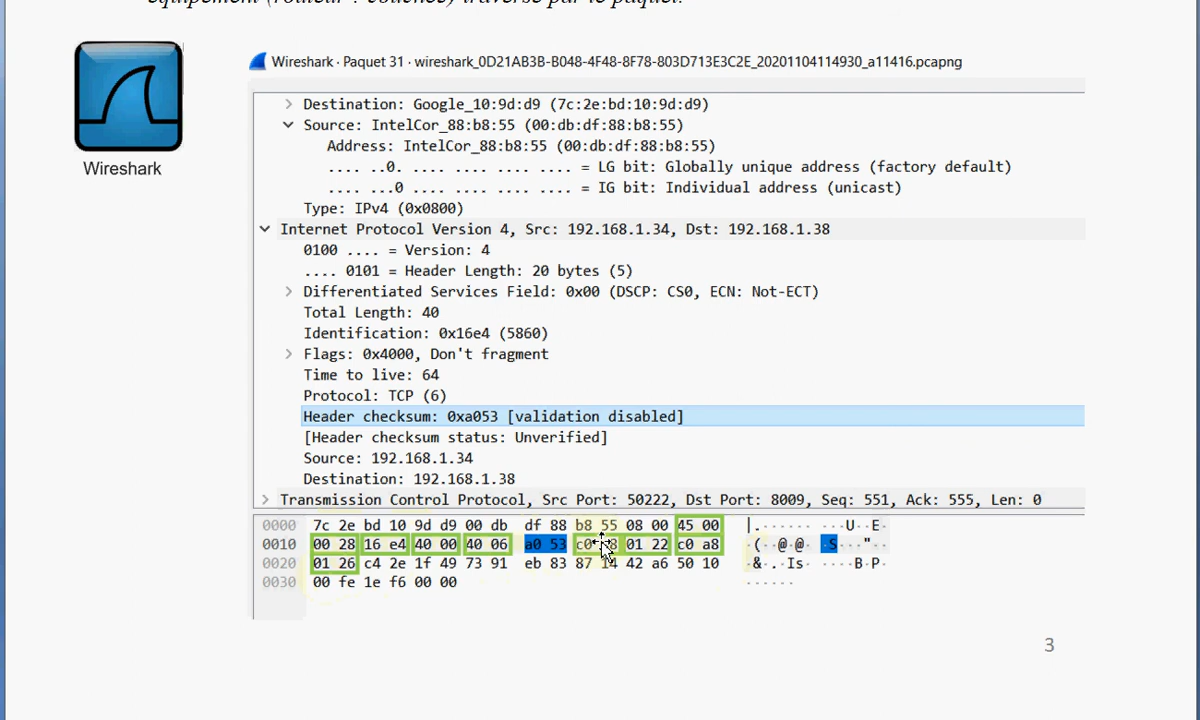 équipement (routeur : couche3) traversé par le paquet.
Wireshark · Paquet 31 · wireshark_0D21AB3B-B048-4F48-8F78-803D713E3C2E_20201104114930_a11416.pcapng
Wireshark
Destination: Google_10:9d:d9 (7c:2e:bd:10:9d:d9)
Source: IntelCor_88:b8:55 (00:db:df:88:b8:55)
Address: IntelCor_88:b8:55 (00:db:df:88:b8:55)
.... ..0. .... .... .... .... = LG bit: Globally unique address (factory default)
.... ...0 .... .... .... .... = IG bit: Individual address (unicast)
Type: IPv4 (0x0800)
Internet Protocol Version 4, Src: 192.168.1.34, Dst: 192.168.1.38
0100 .... = Version: 4
.... 0101 = Header Length: 20 bytes (5)
Differentiated Services Field: 0x00 (DSCP: CS0, ECN: Not-ECT)
Total Length: 40
Identification: 0x16e4 (5860)
Flags: 0x4000, Don't fragment
Time to live: 64
Protocol: TCP (6)
Header checksum: 0xa053 [validation disabled]
[Header checksum status: Unverified]
Source: 192.168.1.34
Destination: 192.168.1.38
Transmission Control Protocol, Src Port: 50222, Dst Port: 8009, Seq: 551, Ack: 555, Len: 0
0000 7c 2e bd 10 9d d9 00 db df 88 b8 55 08 00 45 00 |.······ ···U··E·
0010 00 28 16 e4 40 00 40 06 a0 53 c0 01 22 c0 a8 ·(··@·@· ·S···"··
0020 01 26 c4 2e 1f 49 73 91 eb 83 87 14 42 a6 50 10 ·&·.·Is· ····B·P·
0030 00 fe 1e f6 00 00 ······
3